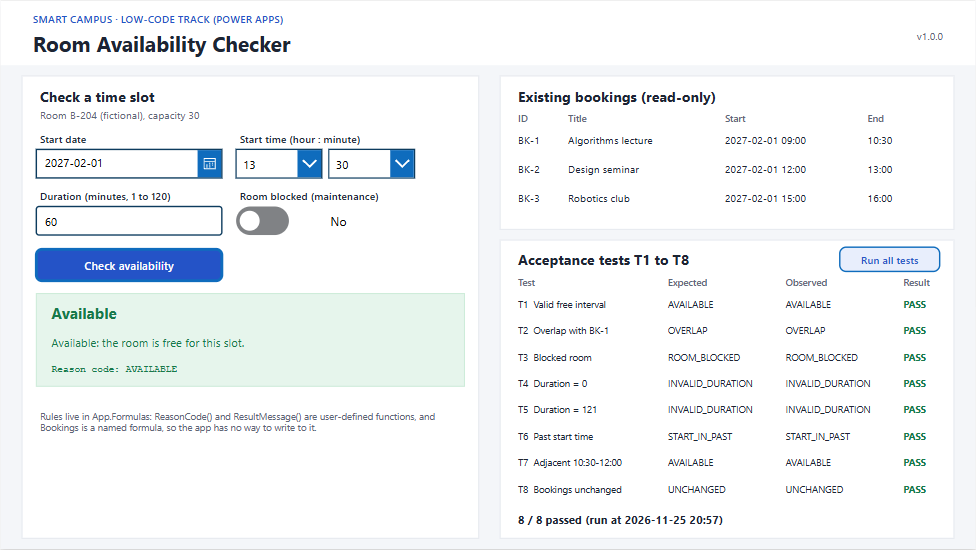 SMART CAMPUS · LOW-CODE TRACK (POWER APPS)
Room Availability Checker
v1.0.0
Check a time slot
Room B-204 (fictional), capacity 30
Start date
Start time (hour : minute)
2027-02-01
13
30
Duration (minutes, 1 to 120)
Room blocked (maintenance)
60
No
Check availability
Available
Available: the room is free for this slot.
Reason code: AVAILABLE
Rules live in App.Formulas: ReasonCode() and ResultMessage() are user-defined functions, and
Bookings is a named formula, so the app has no way to write to it.
Existing bookings (read-only)
ID Title Start End
BK-1 Algorithms lecture 2027-02-01 09:00 10:30
BK-2 Design seminar 2027-02-01 12:00 13:00
BK-3 Robotics club 2027-02-01 15:00 16:00
Acceptance tests T1 to T8
Run all tests
Test Expected Observed Result
T1 Valid free interval AVAILABLE AVAILABLE PASS
T2 Overlap with BK-1 OVERLAP OVERLAP PASS
T3 Blocked room ROOM_BLOCKED ROOM_BLOCKED PASS
T4 Duration = 0 INVALID_DURATION INVALID_DURATION PASS
T5 Duration = 121 INVALID_DURATION INVALID_DURATION PASS
T6 Past start time START_IN_PAST START_IN_PAST PASS
T7 Adjacent 10:30-12:00 AVAILABLE AVAILABLE PASS
T8 Bookings unchanged UNCHANGED UNCHANGED PASS
8 / 8 passed (run at 2026-11-25 20:57)